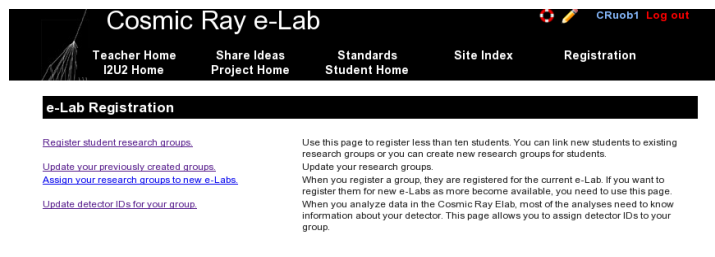 Cosmic Ray e-Lab
CRuob1 Log out
Teacher Home Share Ideas Standards Site Index Registration
I2U2 Home Project Home Student Home
e-Lab Registration
Register student research groups. Use this page to register less than ten students. You can link new students to existing
research groups or you can create new research groups for students.
Update your previously created groups. Update your research groups.
Assign your research groups to new e-Labs. When you register a group, they are registered for the current e-Lab. If you want to
register them for new e-Labs as more become available, you need to use this page.
Update detector IDs for your group. When you analyze data in the Cosmic Ray Elab, most of the analyses need to know
information about your detector. This page allows you to assign detector IDs to your
group.